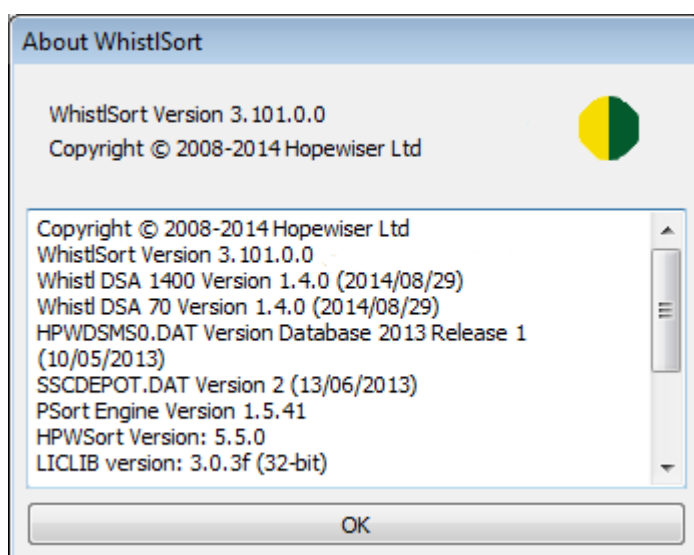 About WhistlSort
WhistlSort Version 3.101.0.0
Copyright © 2008-2014 Hopewiser Ltd
Copyright © 2008-2014 Hopewiser Ltd
WhistlSort Version 3.101.0.0
Whistl DSA 1400 Version 1.4.0 (2014/08/29)
Whistl DSA 70 Version 1.4.0 (2014/08/29)
HPWDSMS0.DAT Version Database 2013 Release 1
(10/05/2013)
SSCDEPOT.DAT Version 2 (13/06/2013)
PSort Engine Version 1.5.41
HPWSort Version: 5.5.0
LICLIB version: 3.0.3f (32-bit)
OK